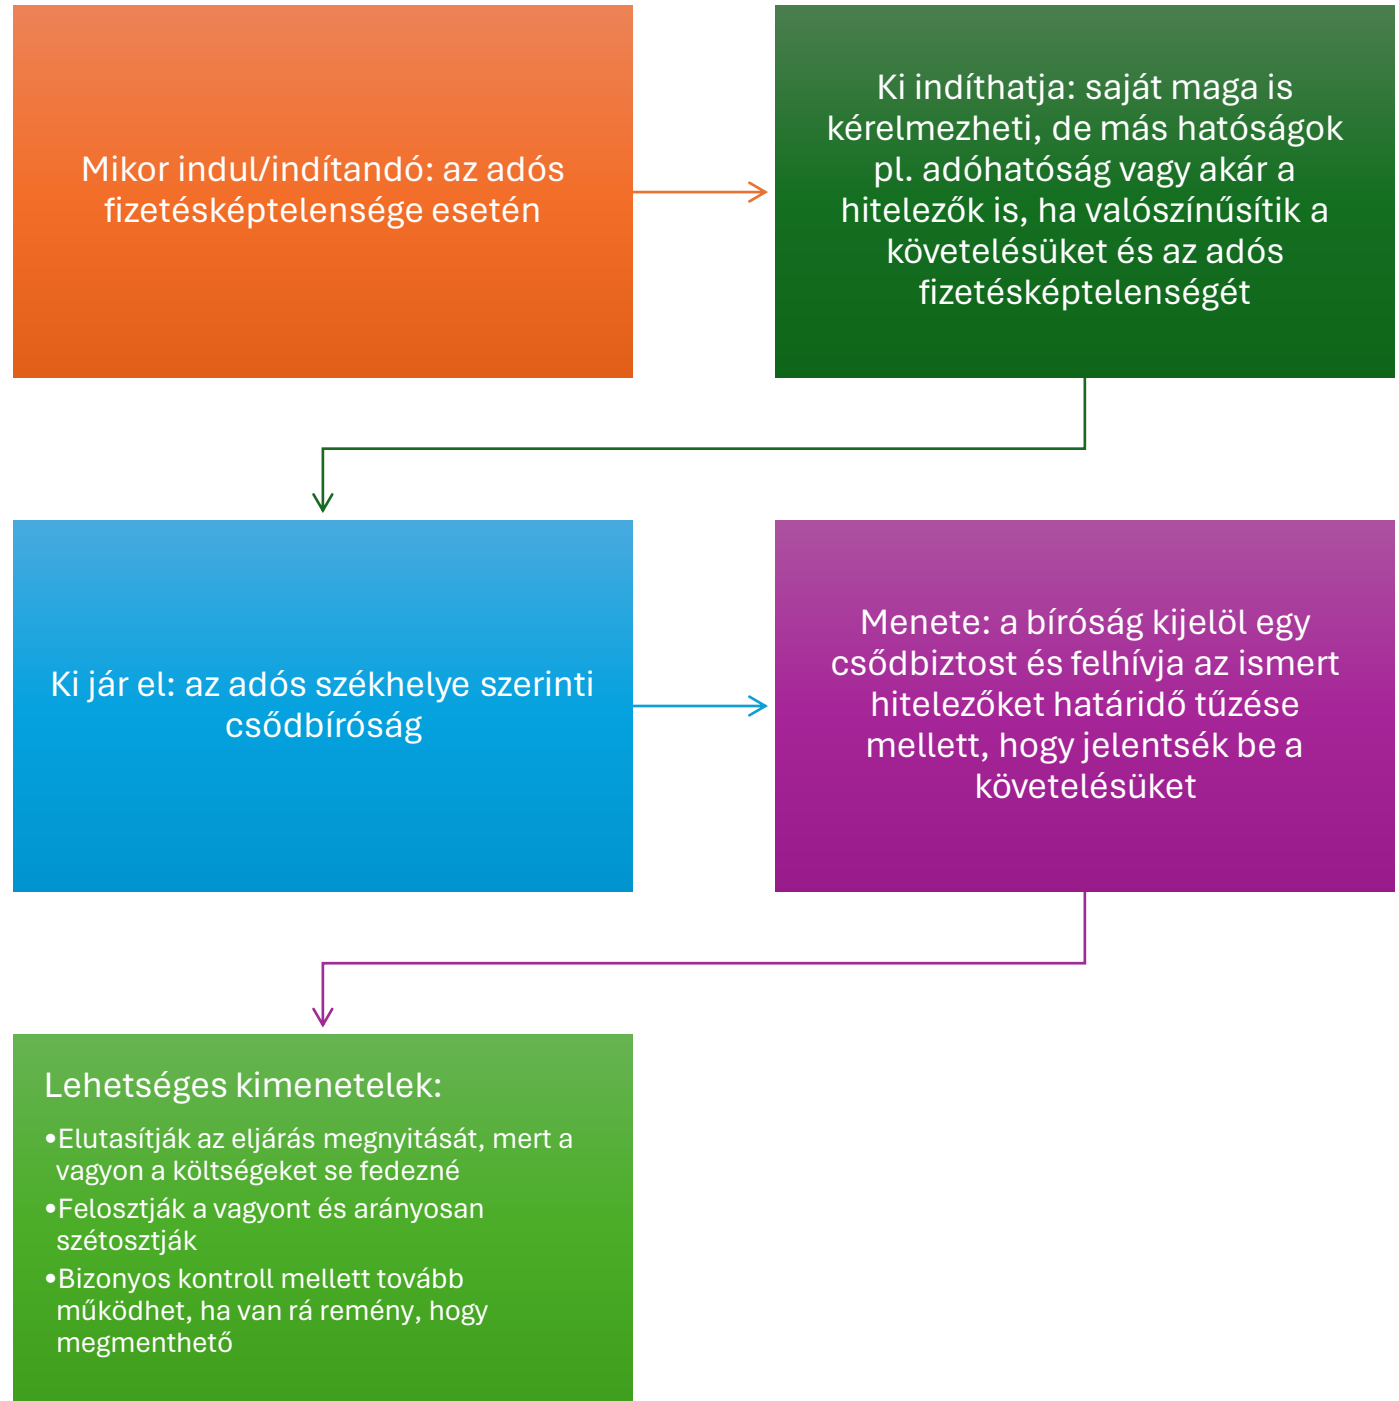 Mikor indul/indítandó: az adós
fizetésképtelensége esetén
Ki indíthatja: saját maga is
kérelmezheti, de más hatóságok
pl. adóhatóság vagy akár a
hitelezők is, ha valószínűsítik a
követelésüket és az adós
fizetésképtelenségét
Ki jár el: az adós székhelye szerinti
csődbíróság
Menete: a bíróság kijelöl egy
csődbiztost és felhívja az ismert
hitelezőket határidő tűzése
mellett, hogy jelentsék be a
követelésüket
Lehetséges kimenetelek:
•Elutasítják az eljárás megnyitását, mert a
vagyon a költségeket se fedezné
•Felosztják a vagyont és arányosan
szétosztják
•Bizonyos kontroll mellett tovább
működhet, ha van rá remény, hogy
megmenthető